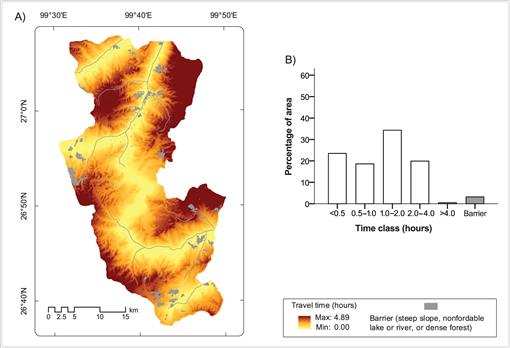 A)
99°30'E 99°40'E 99°50'E
27°0'N
26°50'N
26°40'N
0 2.5 5 10 15
km
B)
Percentage of area
60
50
40
30
20
10
0
<0.5 0.5–1.0 1.0–2.0 2.0–4.0 >4.0 Barrier
Time class (hours)
Travel time (hours)
Max: 4.89
Min: 0.00
Barrier (steep slope, nonfordable
lake or river, or dense forest)